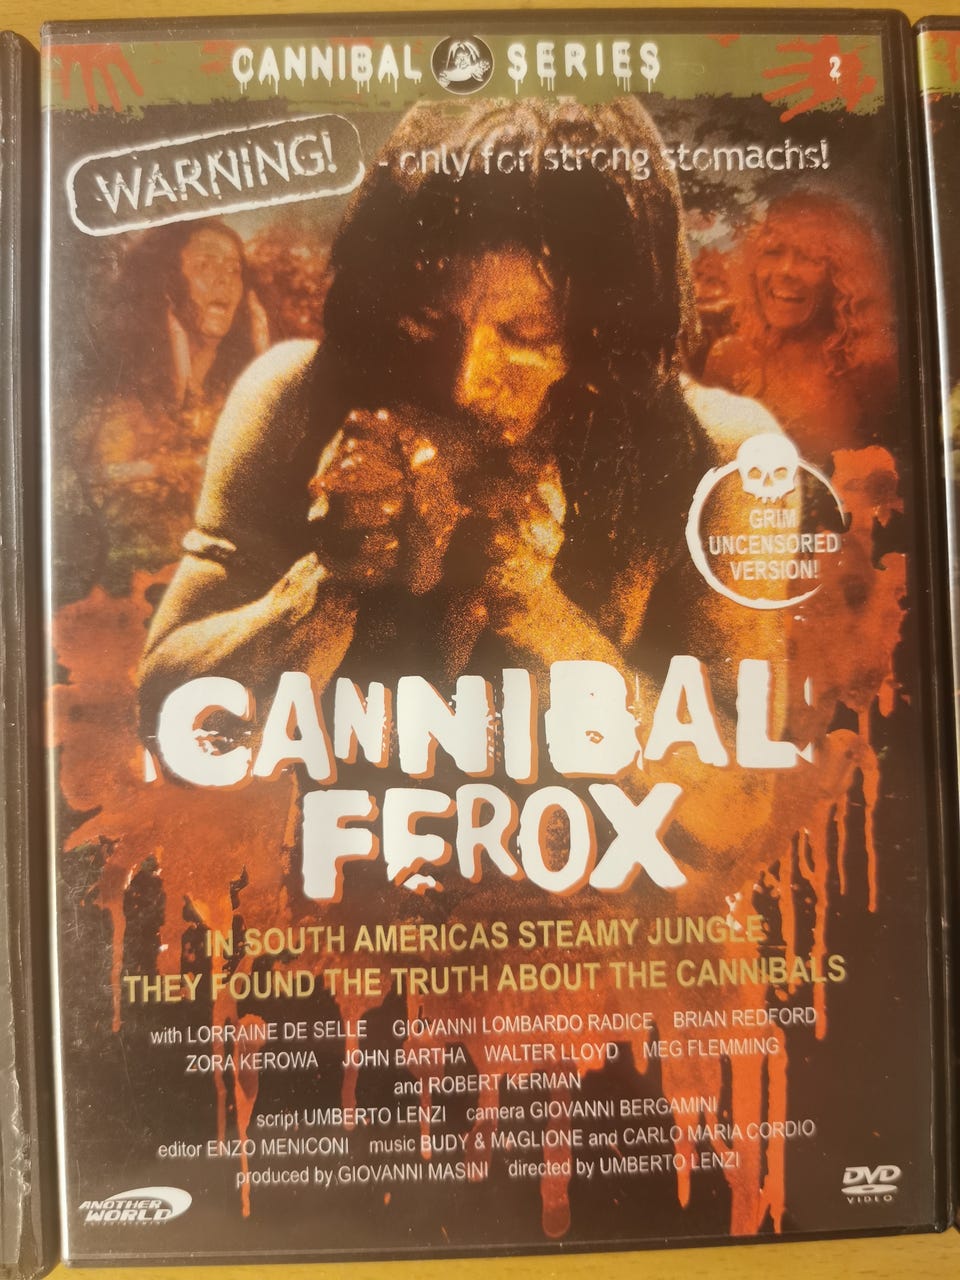 CANNIBAL SERIES 2
WARNING! - only for strong stomachs!
GRIM
UNCENSORED
VERSION!
CANNIBAL
FEROX
IN SOUTH AMERICAS STEAMY JUNGLE
THEY FOUND THE TRUTH ABOUT THE CANNIBALS
with LORRAINE DE SELLE GIOVANNI LOMBARDO RADICE BRIAN REDFORD
ZORA KEROWA JOHN BARTHA WALTER LLOYD MEG FLEMMING
and ROBERT KERMAN
script UMBERTO LENZI camera GIOVANNI BERGAMINI
editor ENZO MENICONI music BUDY & MAGLIONE and CARLO MARIA CORDIO
produced by GIOVANNI MASINI directed by UMBERTO LENZI
ANOTHER
WORLD
ENTERTAINMENT
DVD
VIDEO